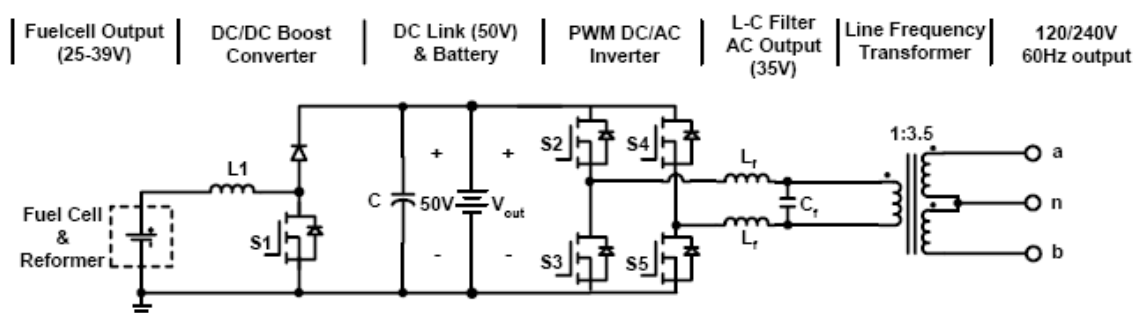 Fuelcell Output
(25-39V)
DC/DC Boost
Converter
DC Link (50V)
& Battery
PWM DC/AC
Inverter
L-C Filter
AC Output
(35V)
Line Frequency
Transformer
120/240V
60Hz output
S2
S4
1:3.5
L1
+
+
Lf
a
Fuel Cell
&
Reformer
+
S1
C
50V
Vout
Cf
n
Lf
S3
S5
-
-
b